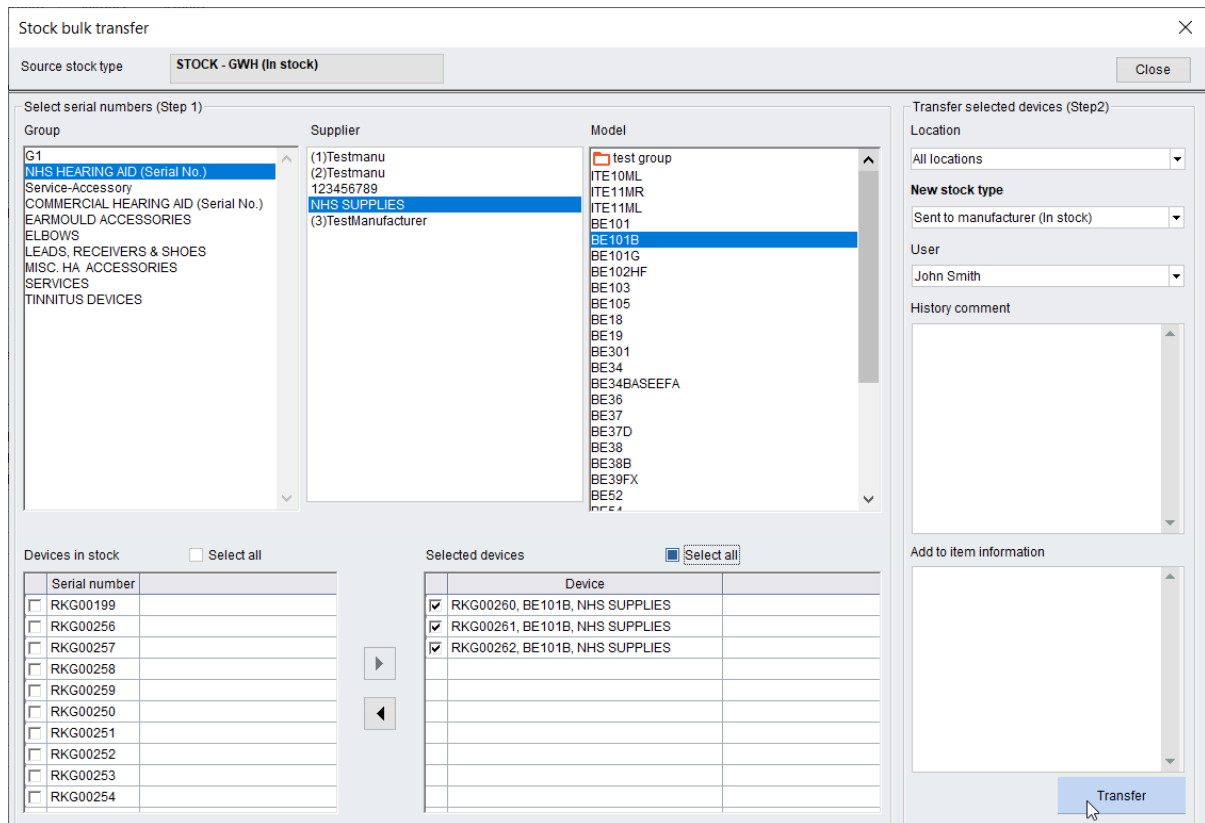 Stock bulk transfer
Source stock type
STOCK - GWH (In stock)
Close
Select serial numbers (Step 1)
Group
G1
NHS HEARING AID (Serial No.)
Service-Accessory
COMMERCIAL HEARING AID (Serial No.)
EARMOULD ACCESSORIES
ELBOWS
LEADS, RECEIVERS & SHOES
MISC. HA  ACCESSORIES
SERVICES
TINNITUS DEVICES
Supplier
(1)Testmanu
(2)Testmanu
123456789
NHS SUPPLIES
(3)TestManufacturer
Model
test group
ITE10ML
ITE11MR
ITE11ML
BE101
BE101B
BE101G
BE102HF
BE103
BE105
BE18
BE19
BE301
BE34
BE34BASEEFA
BE36
BE37
BE37D
BE38
BE38B
BE39FX
BE52
BE54
Devices in stock
Select all
Serial number
RKG00199
RKG00256
RKG00257
RKG00258
RKG00259
RKG00250
RKG00251
RKG00252
RKG00253
RKG00254
Selected devices
Select all
Device
RKG00260, BE101B, NHS SUPPLIES
RKG00261, BE101B, NHS SUPPLIES
RKG00262, BE101B, NHS SUPPLIES
Transfer selected devices (Step2)
Location
All locations
New stock type
Sent to manufacturer (In stock)
User
John Smith
History comment
Add to item information
Transfer